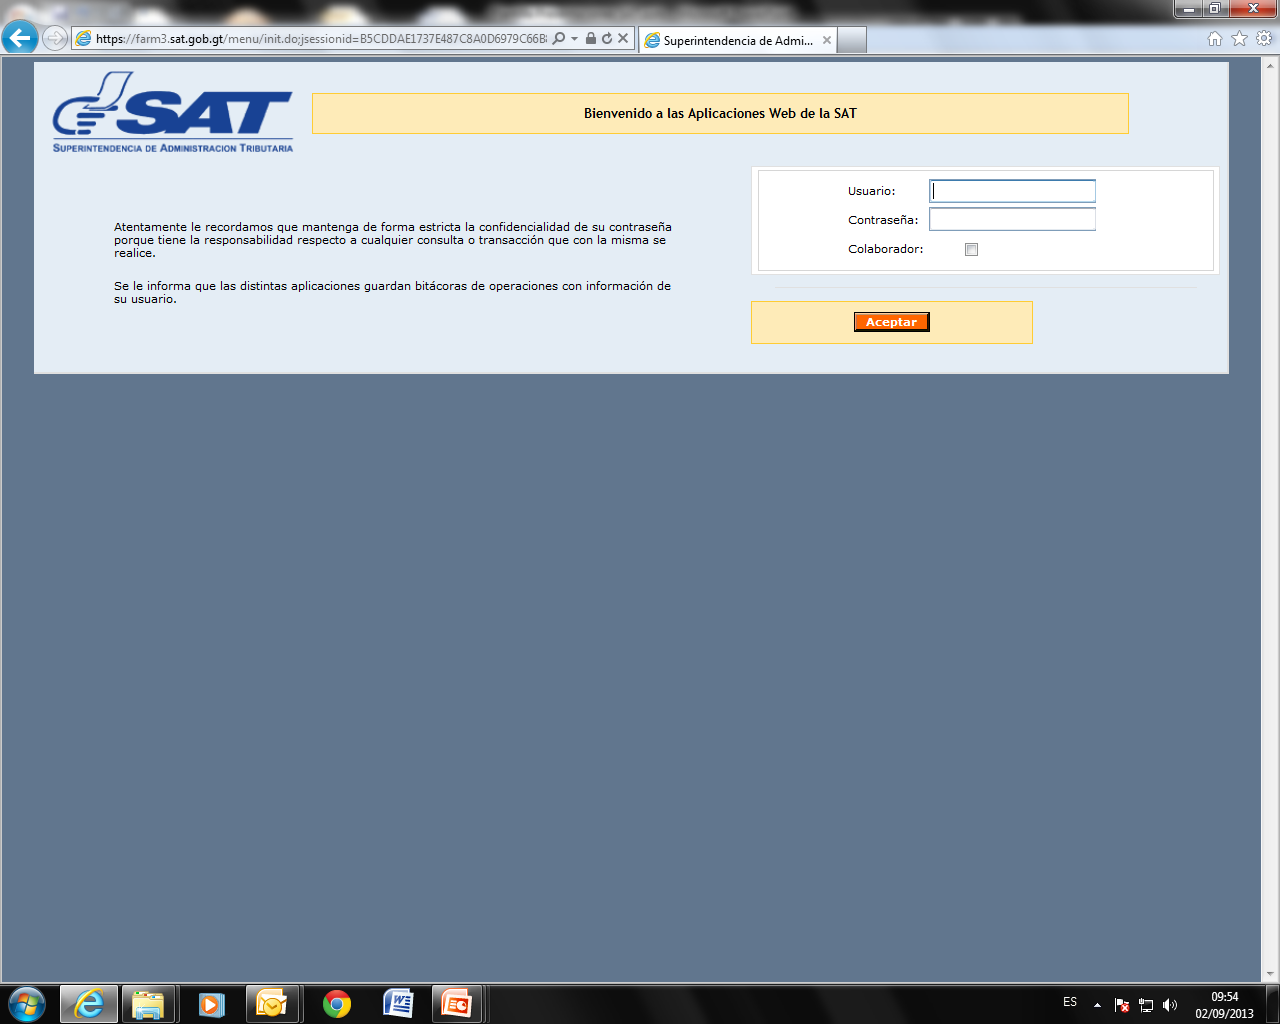 https://farm3.sat.gob.gt/menu/init.do;jsessionid=B5CDDAE1737E487C8A0D6979C66B
Superintendencia de Admi...
SAT
SUPERINTENDENCIA DE ADMINISTRACION TRIBUTARIA
Bienvenido a las Aplicaciones Web de la SAT
Usuario:
Contraseña:
Colaborador:
Atentamente le recordamos que mantenga de forma estricta la confidencialidad de su contraseña
porque tiene la responsabilidad respecto a cualquier consulta o transacción que con la misma se
realice.
Se le informa que las distintas aplicaciones guardan bitácoras de operaciones con información de
su usuario.
Aceptar
ES
09:54
02/09/2013